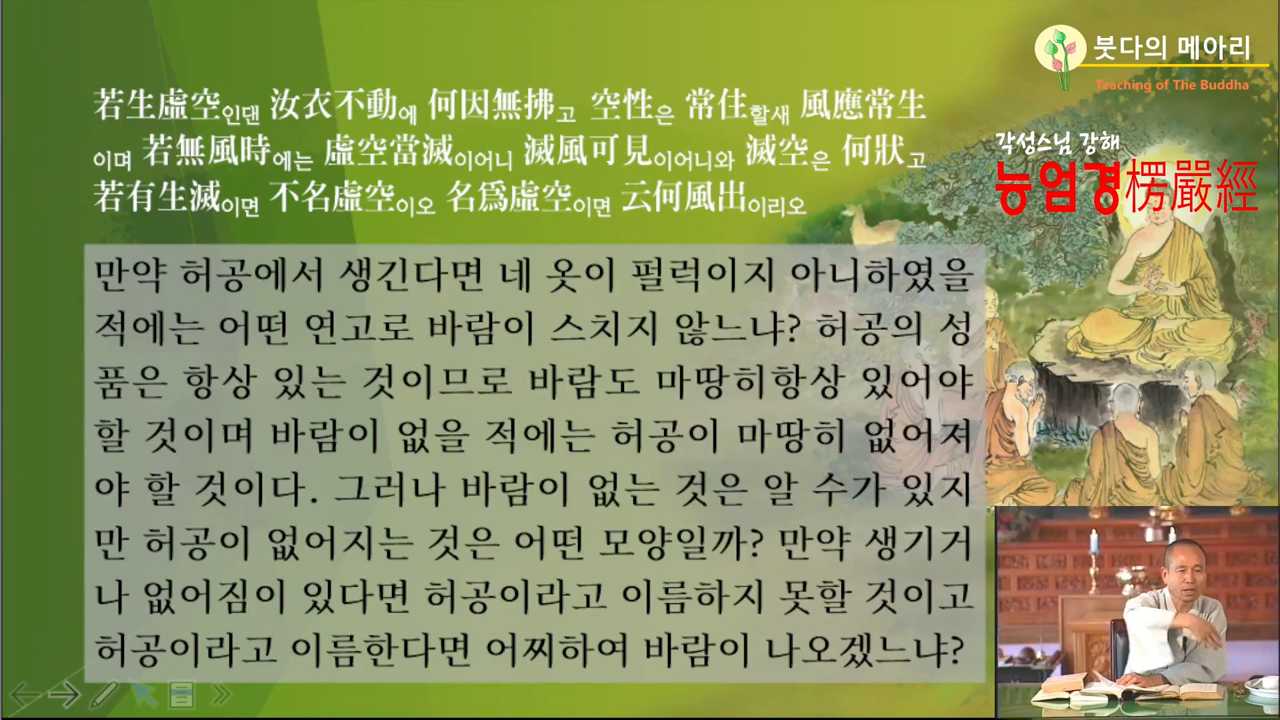 붓다의 메아리
Teaching of The Buddha
각성스님 강해
능엄경楞嚴經
若生虛空인댄 汝衣不動에 何因無拂고 空性은 常住할새 風應常生
이며 若無風時에는 虛空當滅이어니 滅風可見이어니와 滅空은 何狀고
若有生滅이면 不名虛空이오 名爲虛空이면 云何風出이리오
만약 허공에서 생긴다면 네 옷이 펄럭이지 아니하였을
적에는 어떤 연고로 바람이 스치지 않느냐? 허공의 성
품은 항상 있는 것이므로 바람도 마땅히항상 있어야
할 것이며 바람이 없을 적에는 허공이 마땅히 없어져
야 할 것이다. 그러나 바람이 없는 것은 알 수가 있지
만 허공이 없어지는 것은 어떤 모양일까? 만약 생기거
나 없어짐이 있다면 허공이라고 이름하지 못할 것이고
허공이라고 이름한다면 어찌하여 바람이 나오겠느냐?